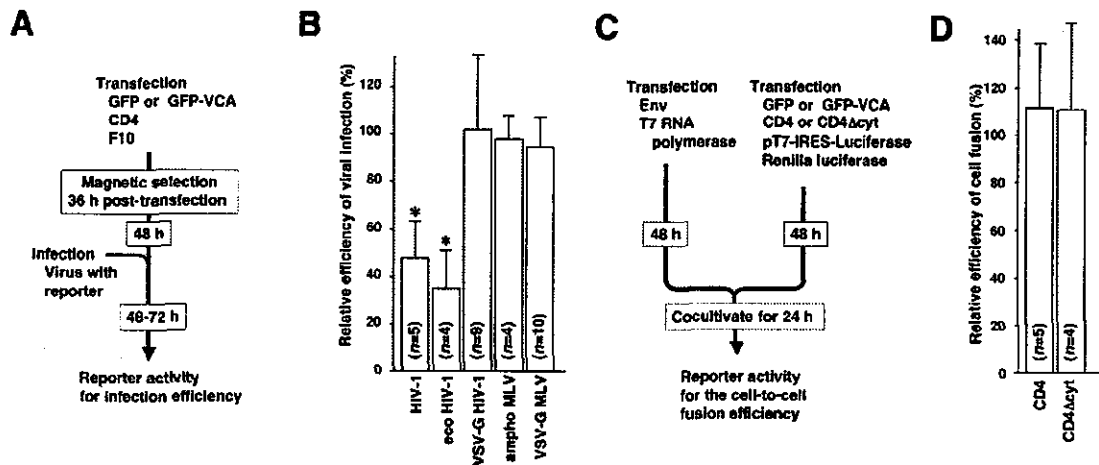 A
Transfection
GFP or GFP-VCA
CD4
F10
Magnetic selection
36 h post-transfection
48 h
Infection
Virus with
reporter
48-72 h
Reporter activity
for infection efficiency
B
Relative efficiency of viral infection (%)
120
100
80
60
40
20
0
*
*
(n=5)
(n=4)
(n=9)
(n=4)
(n=10)
HIV-1
eco HIV-1
VSV-G HIV-1
ampho MLV
VSV-G MLV
C
Transfection
Env
T7 RNA
polymerase
Transfection
GFP or GFP-VCA
CD4 or CD4Δcyt
pT7-IRES-Luciferase
Renilla luciferase
48 h
48 h
Cocultivate for 24 h
Reporter activity
for the cell-to-cell
fusion efficiency
D
Relative efficiency of cell fusion (%)
140
120
100
80
60
40
20
0
(n=5)
(n=4)
CD4
CD4Δcyt